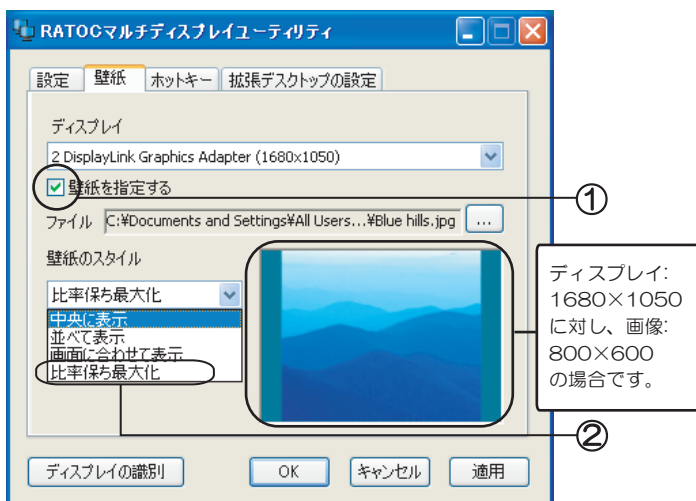 RATOCマルチディスプレイユーティリティ
設定 壁紙 ホットキー 拡張デスクトップの設定
ディスプレイ
2 DisplayLink Graphics Adapter (1680x1050)
壁紙を指定する
①
ファイル C:¥Documents and Settings¥All Users...¥Blue hills.jpg ...
壁紙のスタイル
比率保ち最大化
中央に表示
並べて表示
画面に合わせて表示
比率保ち最大化
ディスプレイ:
1680×1050
に対し、画像:
800×600
の場合です。
②
ディスプレイの識別 OK キャンセル 適用